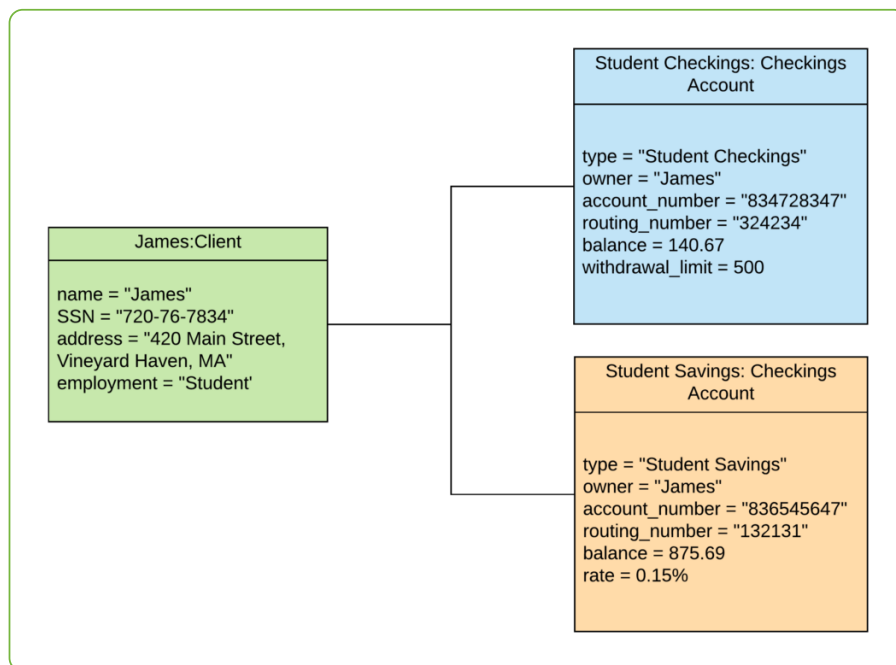 James:Client
name = "James"
SSN = "720-76-7834"
address = "420 Main Street,
Vineyard Haven, MA"
employment = "Student'
Student Checkings: Checkings
Account
type = "Student Checkings"
owner = "James"
account_number = "834728347"
routing_number = "324234"
balance = 140.67
withdrawal_limit = 500
Student Savings: Checkings
Account
type = "Student Savings"
owner = "James"
account_number = "836545647"
routing_number = "132131"
balance = 875.69
rate = 0.15%